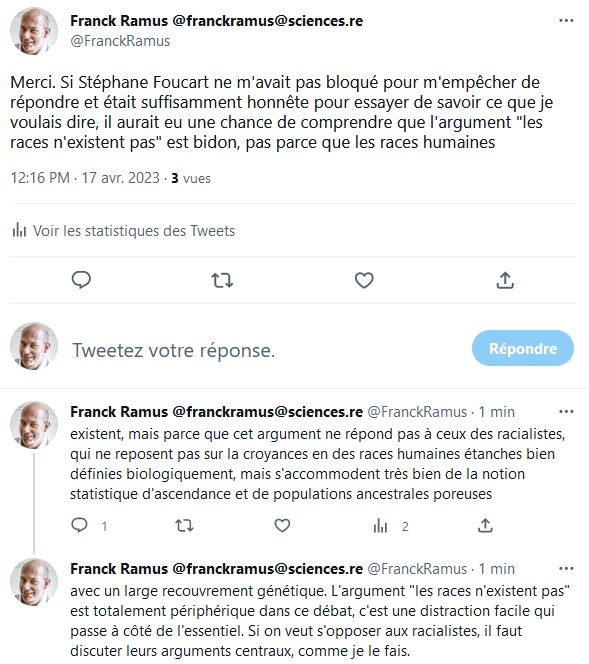 Franck Ramus @franckramus@sciences.re
@FranckRamus
Merci. Si Stéphane Foucart ne m'avait pas bloqué pour m'empêcher de
répondre et était suffisamment honnête pour essayer de savoir ce que je
voulais dire, il aurait eu une chance de comprendre que l'argument "les
races n'existent pas" est bidon, pas parce que les races humaines
12:16 PM · 17 avr. 2023 · 3 vues
Voir les statistiques des Tweets
Tweetez votre réponse.
Répondre
Franck Ramus @franckramus@sciences.re @FranckRamus · 1 min
existent, mais parce que cet argument ne répond pas à ceux des racialistes,
qui ne reposent pas sur la croyances en des races humaines étanches bien
définies biologiquement, mais s'accommodent très bien de la notion
statistique d'ascendance et de populations ancestrales poreuses
1 2
Franck Ramus @franckramus@sciences.re @FranckRamus · 1 min
avec un large recouvrement génétique. L'argument "les races n'existent pas"
est totalement périphérique dans ce débat, c'est une distraction facile qui
passe à côté de l'essentiel. Si on veut s'opposer aux racialistes, il faut
discuter leurs arguments centraux, comme je le fais.